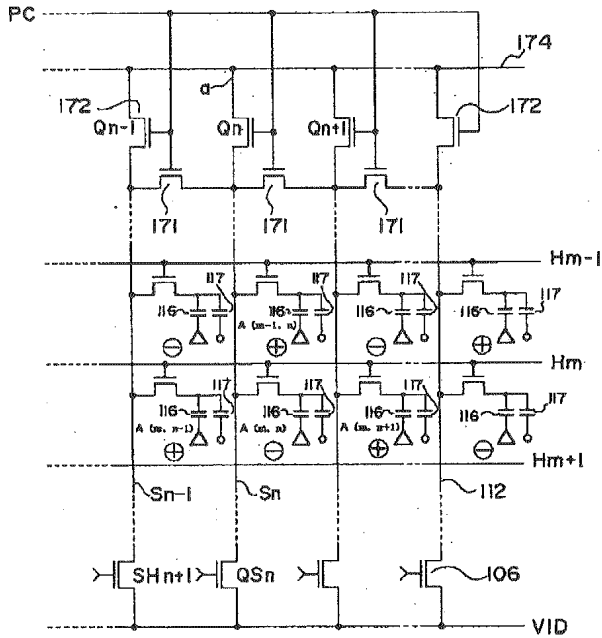 PC
174
a
172 Qn-1 Qn Qn+1 172
171 171 171
Hm-1
117 117 117 117
116 116 116 116
A (m-1, n)
⊖ ⊕ ⊖ ⊕
Hm
117 117 117 117
116 116 116 116
A (m, n-1) A (m, n) A (m, n+1)
⊕ ⊖ ⊕ ⊖
Hm+1
Sn-1 Sn 112
SHn+1 QSn 106
VID